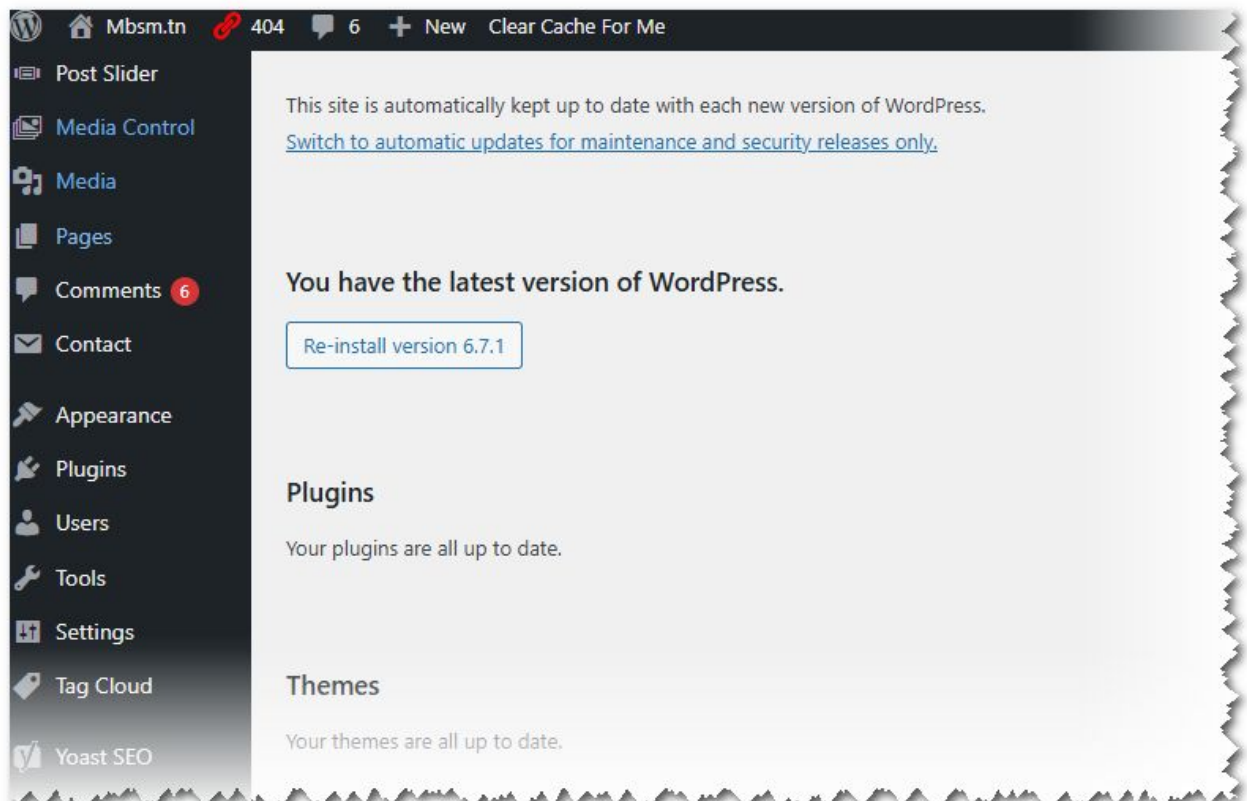 Mbsm.tn 404 6 New Clear Cache For Me
Post Slider
Media Control
Media
Pages
Comments 6
Contact
Appearance
Plugins
Users
Tools
Settings
Tag Cloud
Yoast SEO
This site is automatically kept up to date with each new version of WordPress.
Switch to automatic updates for maintenance and security releases only.
You have the latest version of WordPress.
Re-install version 6.7.1
Plugins
Your plugins are all up to date.
Themes
Your themes are all up to date.